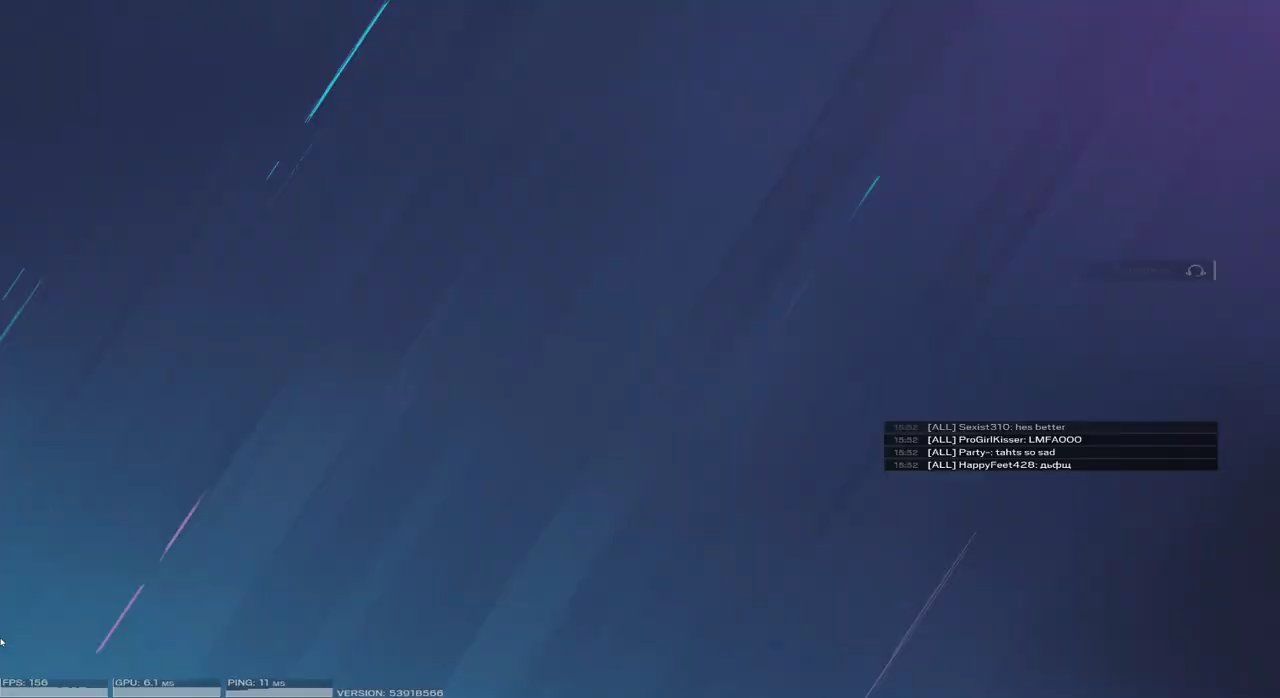 15:52 [ALL] Sexist310: hes better
15:52 [ALL] ProGirlKisser: LMFAOOO
15:52 [ALL] Party~: tahts so sad
15:52 [ALL] HappyFeet428: дьфщ
FPS: 156 GPU: 6.1 MS PING: 11 MS VERSION: 53918566